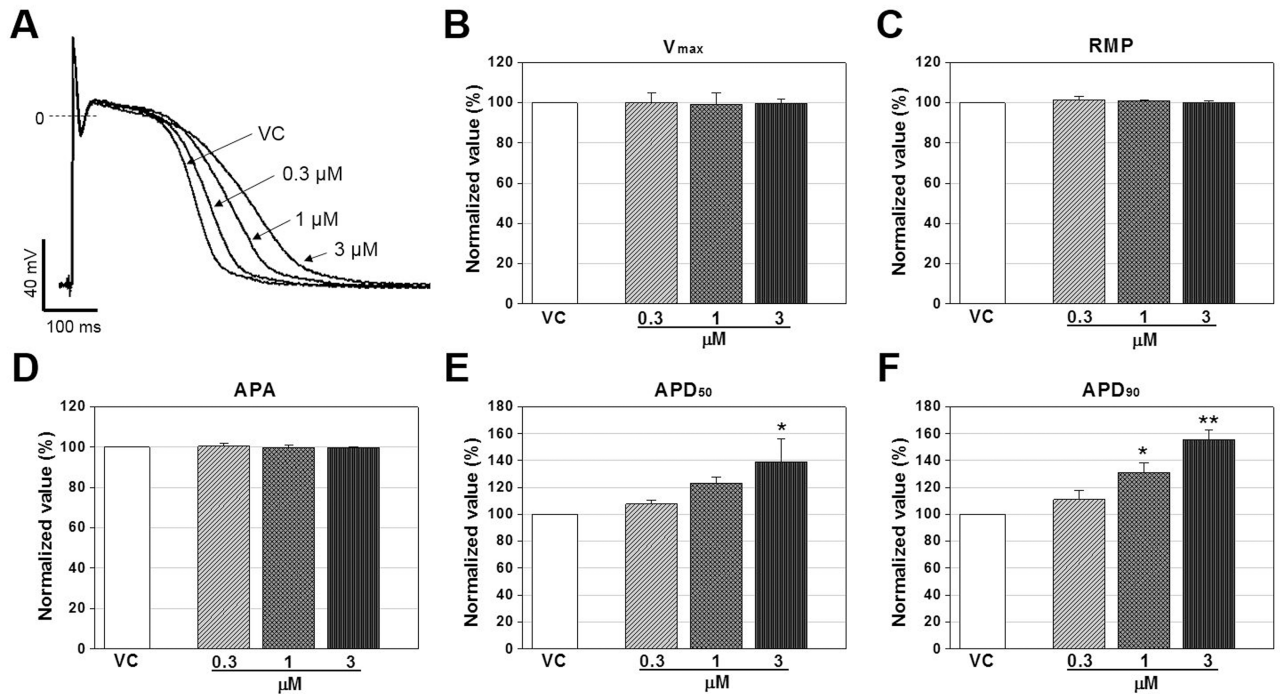 A
0
VC
0.3 μM
1 μM
3 μM
40 mV
100 ms
B
Vmax
Normalized value (%)
120
100
80
60
40
20
0
VC
0.3 1 3
μM
C
RMP
Normalized value (%)
120
100
80
60
40
20
0
VC
0.3 1 3
μM
D
APA
Normalized value (%)
120
100
80
60
40
20
0
VC
0.3 1 3
μM
E
APD50
Normalized value (%)
180
160
140
120
100
80
60
40
20
0
*
VC
0.3 1 3
μM
F
APD90
Normalized value (%)
180
160
140
120
100
80
60
40
20
0
*
**
VC
0.3 1 3
μM